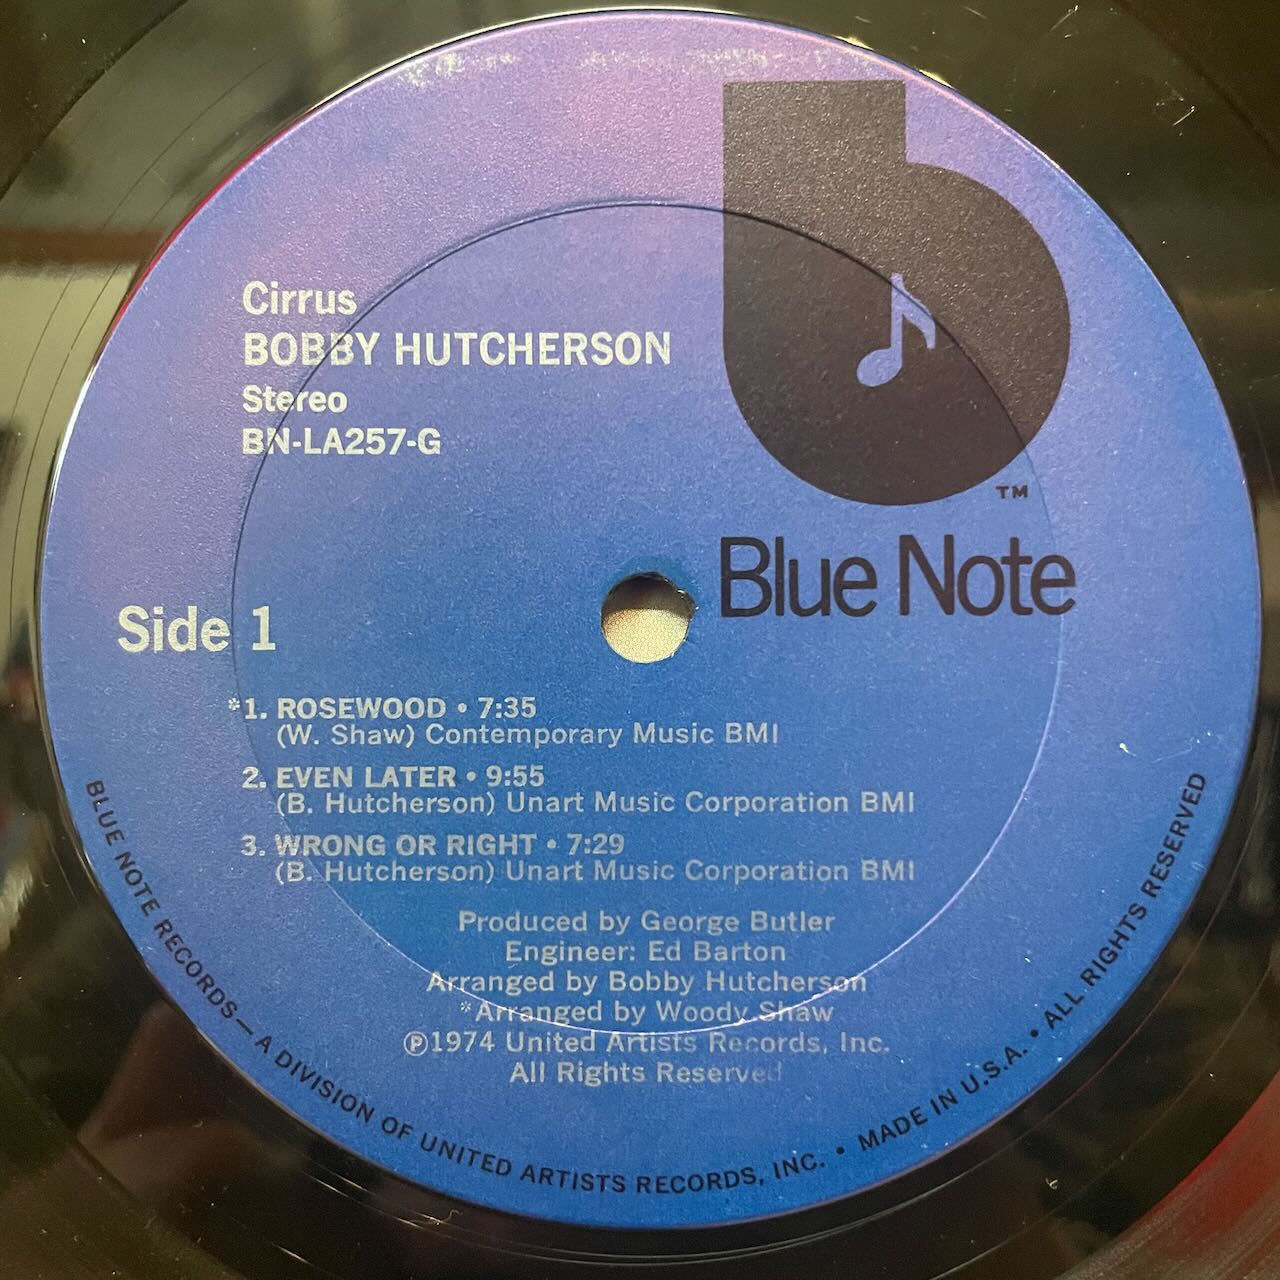 Cirrus
BOBBY HUTCHERSON
Stereo
BN-LA257-G
TM
Blue Note
Side 1
*1. ROSEWOOD • 7:35
(W. Shaw) Contemporary Music BMI
2. EVEN LATER • 9:55
(B. Hutcherson) Unart Music Corporation BMI
3. WRONG OR RIGHT • 7:29
(B. Hutcherson) Unart Music Corporation BMI
Produced by George Butler
Engineer: Ed Barton
Arranged by Bobby Hutcherson
*Arranged by Woody Shaw
℗1974 United Artists Records, Inc.
All Rights Reserved
BLUE NOTE RECORDS — A DIVISION OF UNITED ARTISTS RECORDS, INC. • MADE IN U.S.A. • ALL RIGHTS RESERVED